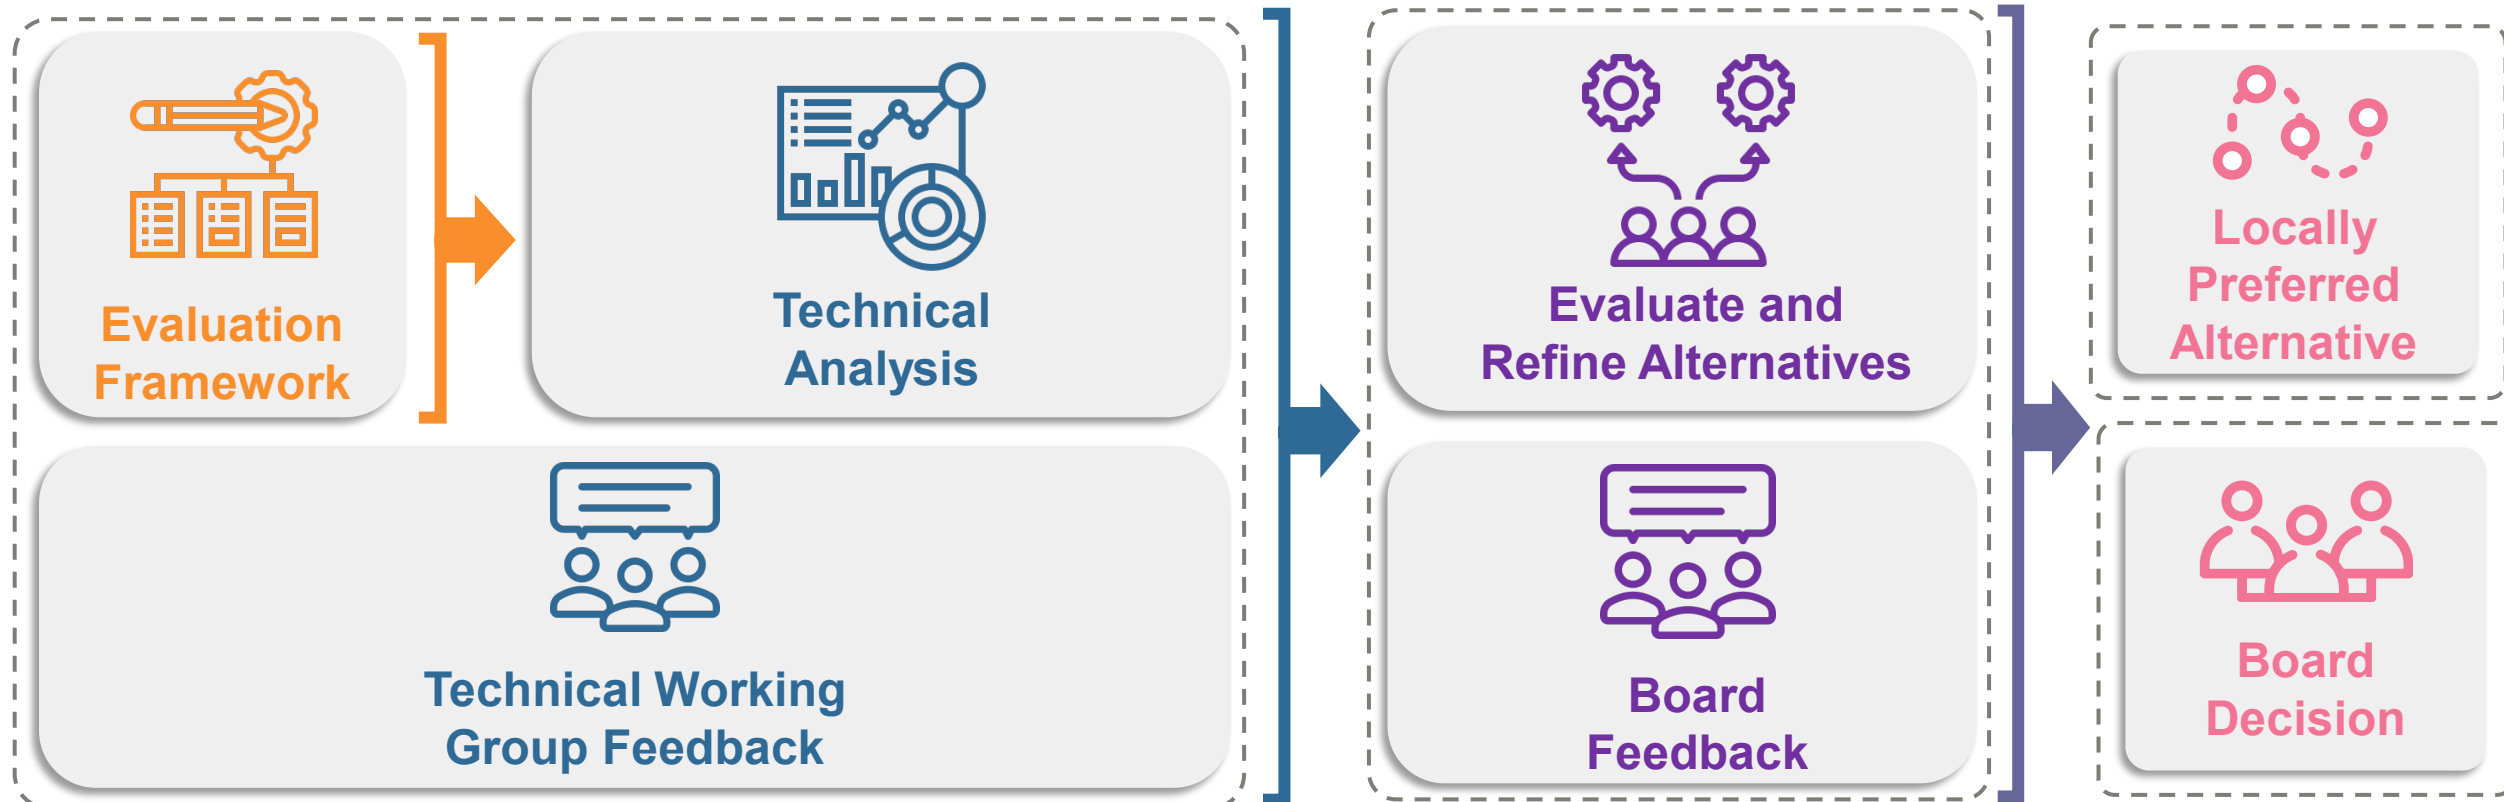 Evaluation
Framework
Technical
Analysis
Technical Working
Group Feedback
Evaluate and
Refine Alternatives
Board
Feedback
Locally
Preferred
Alternative
Board
Decision